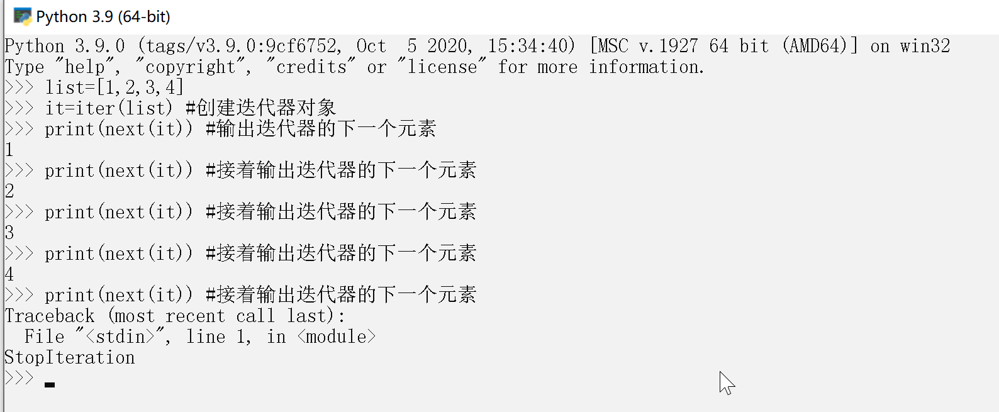 Python 3.9 (64-bit)
Python 3.9.0 (tags/v3.9.0:9cf6752, Oct  5 2020, 15:34:40) [MSC v.1927 64 bit (AMD64)] on win32
Type "help", "copyright", "credits" or "license" for more information.
>>> list=[1,2,3,4]
>>> it=iter(list) #创建迭代器对象
>>> print(next(it)) #输出迭代器的下一个元素
1
>>> print(next(it)) #接着输出迭代器的下一个元素
2
>>> print(next(it)) #接着输出迭代器的下一个元素
3
>>> print(next(it)) #接着输出迭代器的下一个元素
4
>>> print(next(it)) #接着输出迭代器的下一个元素
Traceback (most recent call last):
  File "<stdin>", line 1, in <module>
StopIteration
>>>